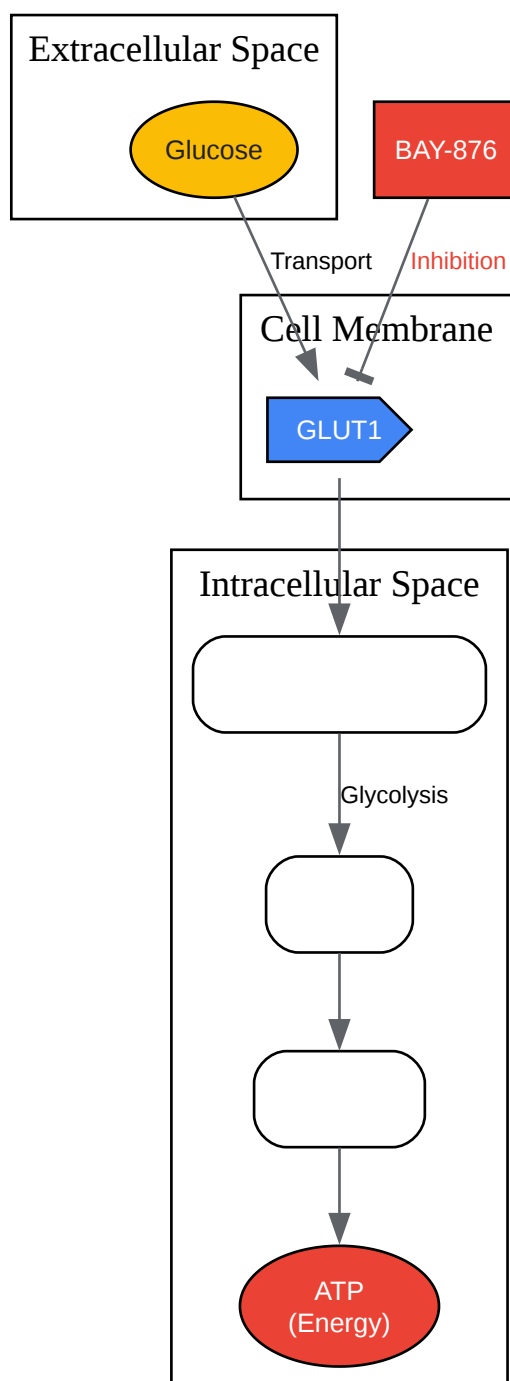 Extracellular Space
Glucose
BAY-876
Transport
Inhibition
Cell Membrane
GLUT1
Intracellular Space
Glycolysis
ATP
(Energy)